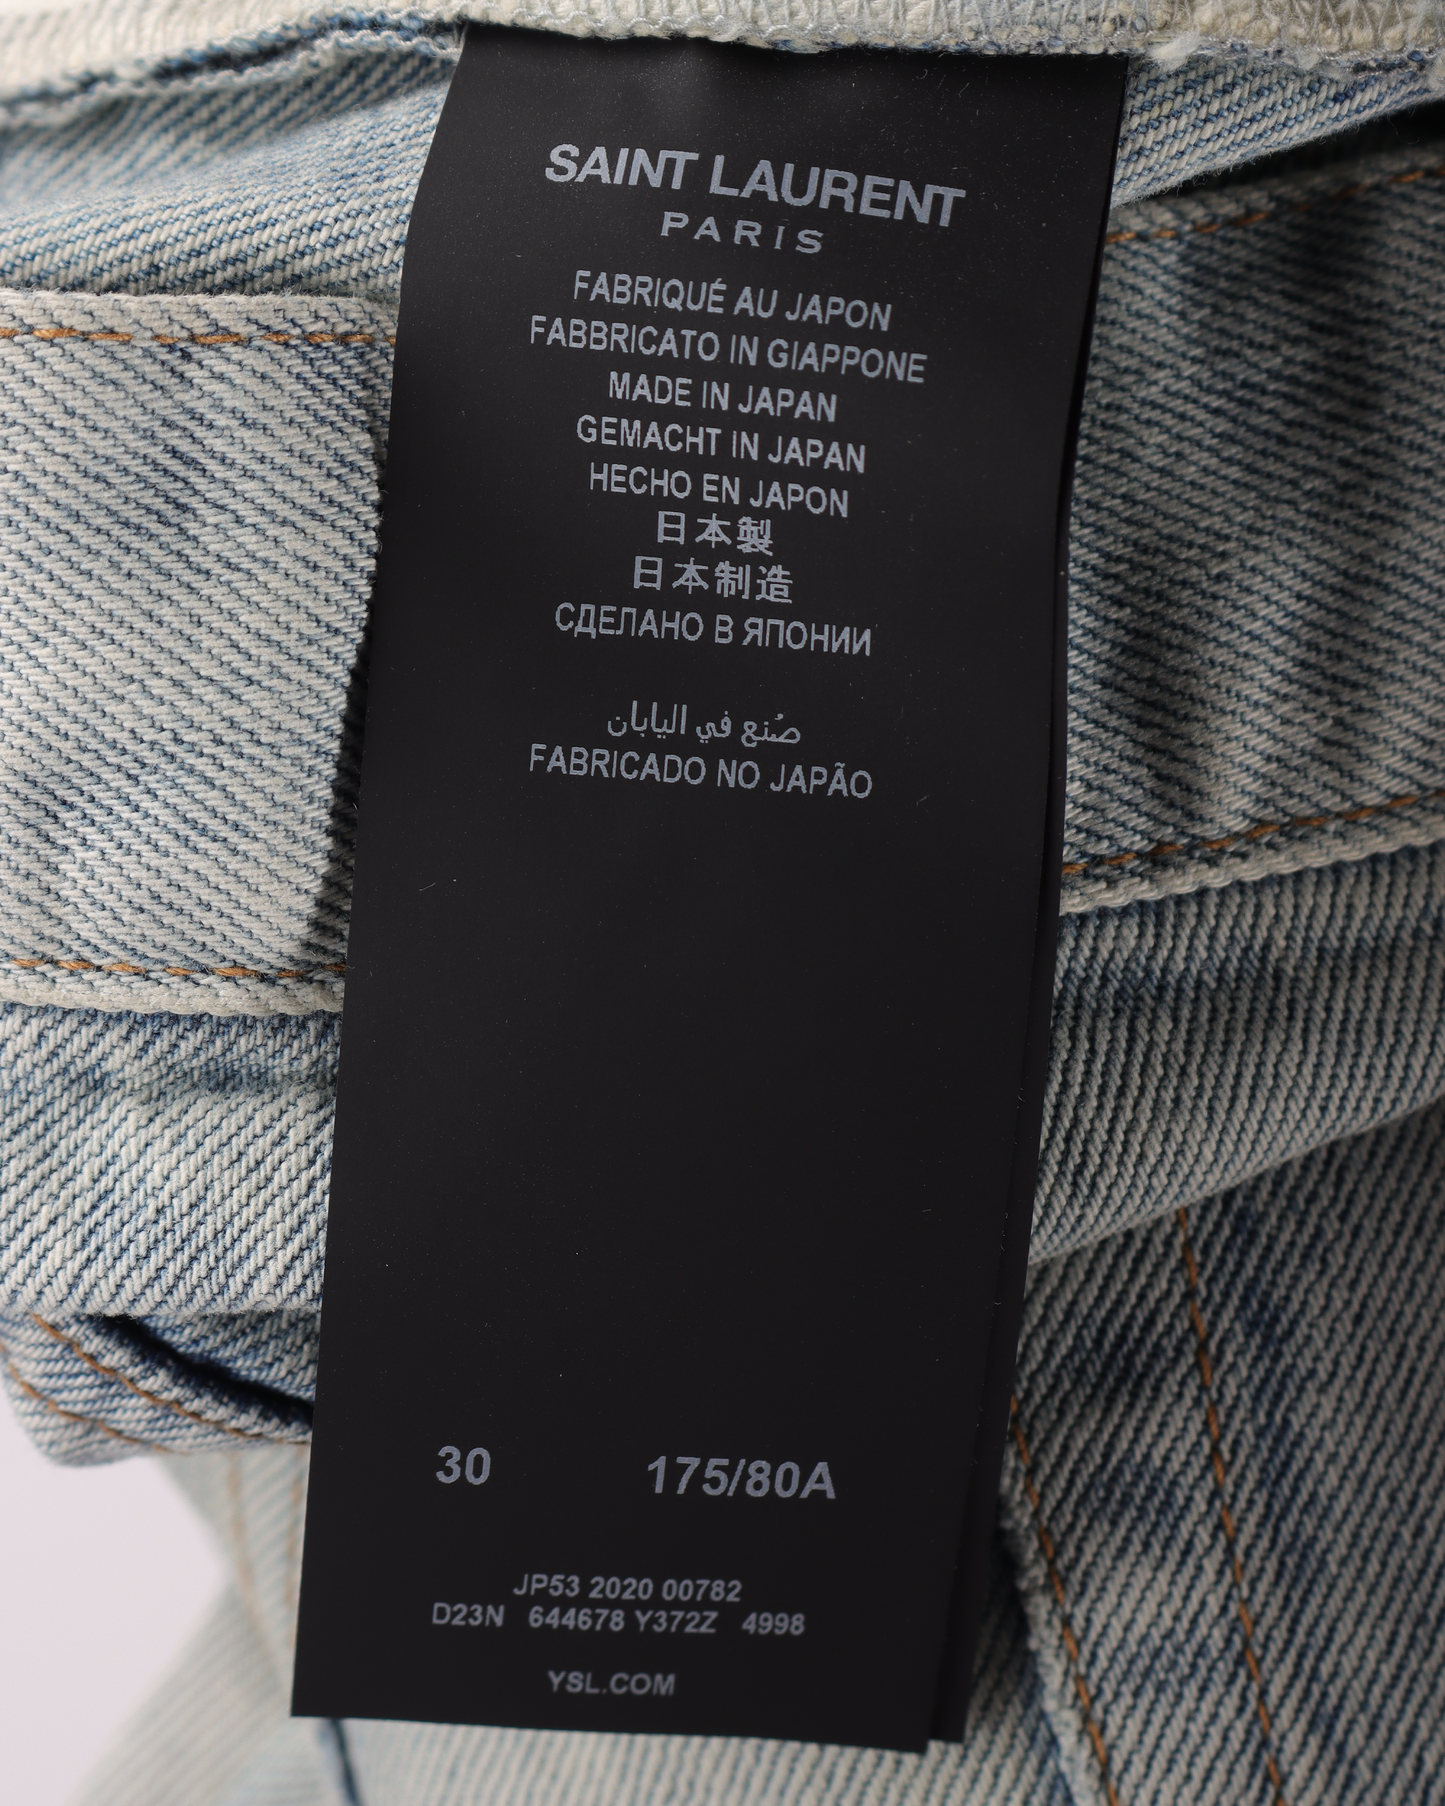 SAINT LAURENT
PARIS
FABRIQUÉ AU JAPON
FABBRICATO IN GIAPPONE
MADE IN JAPAN
GEMACHT IN JAPAN
HECHO EN JAPON
日本製
日本制造
СДЕЛАНО В ЯПОНИИ
صُنع في اليابان
FABRICADO NO JAPÃO
30 175/80A
JP53 2020 00782
D23N 644678 Y372Z 4998
YSL.COM